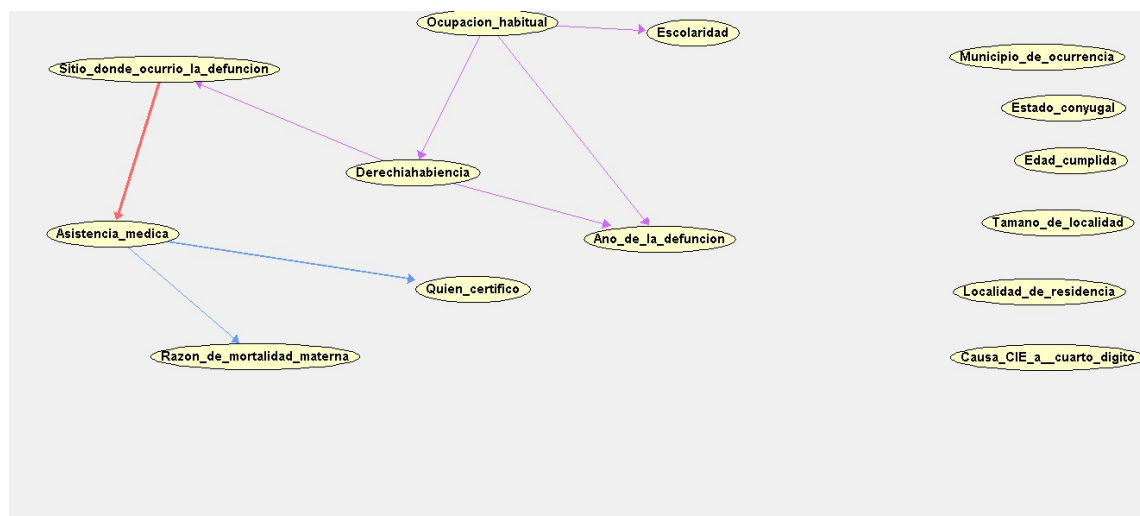 Ocupacion_habitual
Escolaridad
Sitio_donde_ocurrio_la_defuncion
Municipio_de_ocurrencia
Estado_conyugal
Derechiahabiencia
Edad_cumplida
Asistencia_medica
Ano_de_la_defuncion
Tamano_de_localidad
Quien_certifico
Localidad_de_residencia
Razon_de_mortalidad_materna
Causa_CIE_a__cuarto_digito